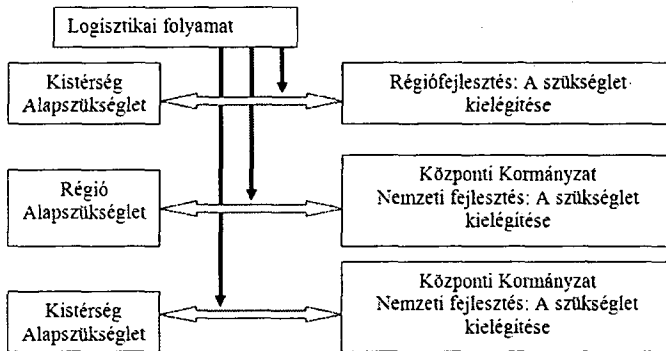 Logisztikai folyamat
Kistérség
Alapszükséglet
Régiófejlesztés: A szükséglet
kielégítése
Régió
Alapszükséglet
Központi Kormányzat
Nemzeti fejlesztés: A szükséglet
kielégítése
Kistérség
Alapszükséglet
Központi Kormányzat
Nemzeti fejlesztés: A szükséglet
kielégítése